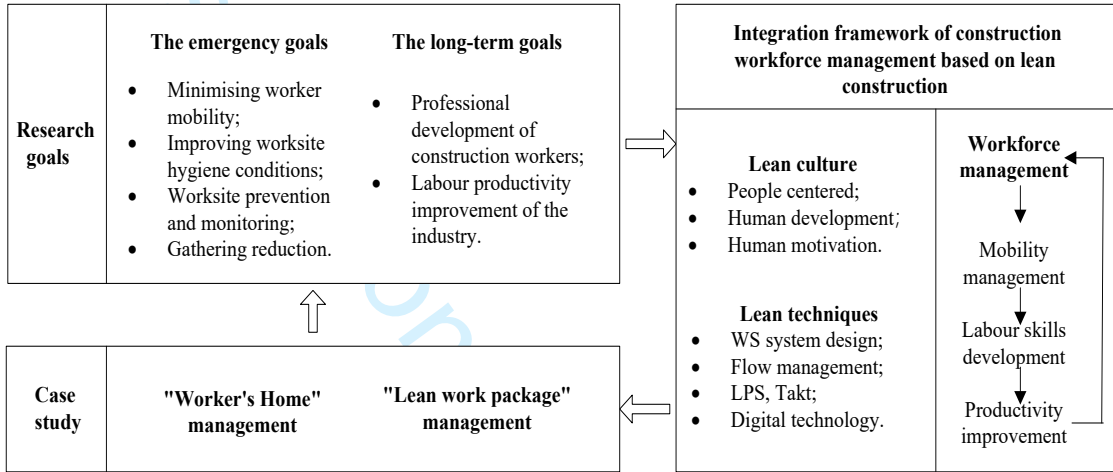 The emergency goals
The long-term goals
Research
goals
• Minimising worker
mobility;
• Improving worksite
hygiene conditions;
• Worksite prevention
and monitoring;
• Gathering reduction.
• Professional
development of
construction workers;
• Labour productivity
improvement of the
industry.
Integration framework of construction
workforce management based on lean
construction
Lean culture
• People centered;
• Human development;
• Human motivation.
Lean techniques
• WS system design;
• Flow management;
• LPS, Takt;
• Digital technology.
Workforce
management
Mobility
management
Labour skills
development
Productivity
improvement
Case
study
"Worker's Home"
management
"Lean work package"
management
on